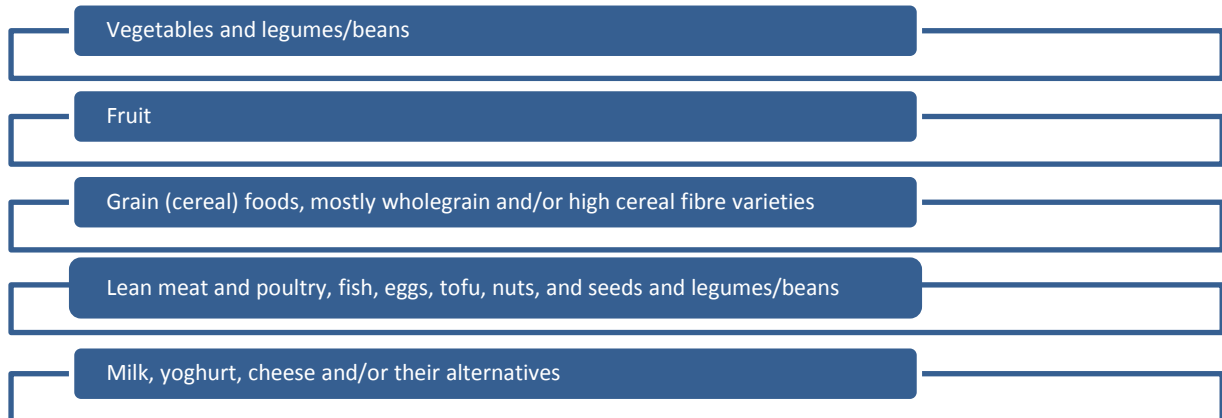 Vegetables and legumes/beans
Fruit
Grain (cereal) foods, mostly wholegrain and/or high cereal fibre varieties
Lean meat and poultry, fish, eggs, tofu, nuts, and seeds and legumes/beans
Milk, yoghurt, cheese and/or their alternatives